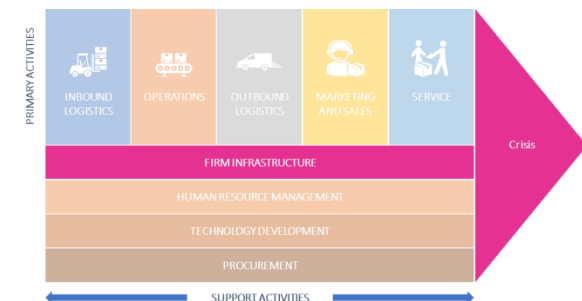 PRIMARY ACTIVITIES
INBOUND
LOGISTICS
OPERATIONS
OUTBOUND
LOGISTICS
MARKETING
AND SALES
SERVICE
Crisis
FIRM INFRASTRUCTURE
HUMAN RESOURCE MANAGEMENT
TECHNOLOGY DEVELOPMENT
PROCUREMENT
SUPPORT ACTIVITIES